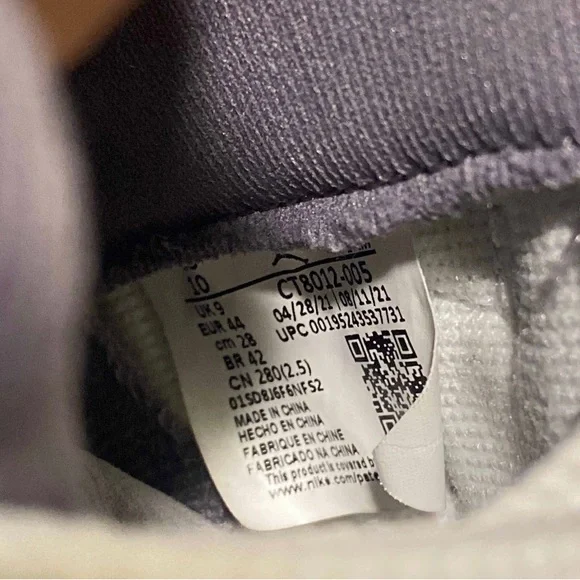 10
UK 9
EUR 44
cm 28
BR 42
CN 280(2.5)
CT8012-005
04/28/21 08/11/21
UPC 00195243537731
01SD8J6F6NFS2
MADE IN CHINA
HECHO EN CHINA
FABRIQUE EN CHINE
FABRICADO NA CHINA
This product is covered
www.nike.com/pate